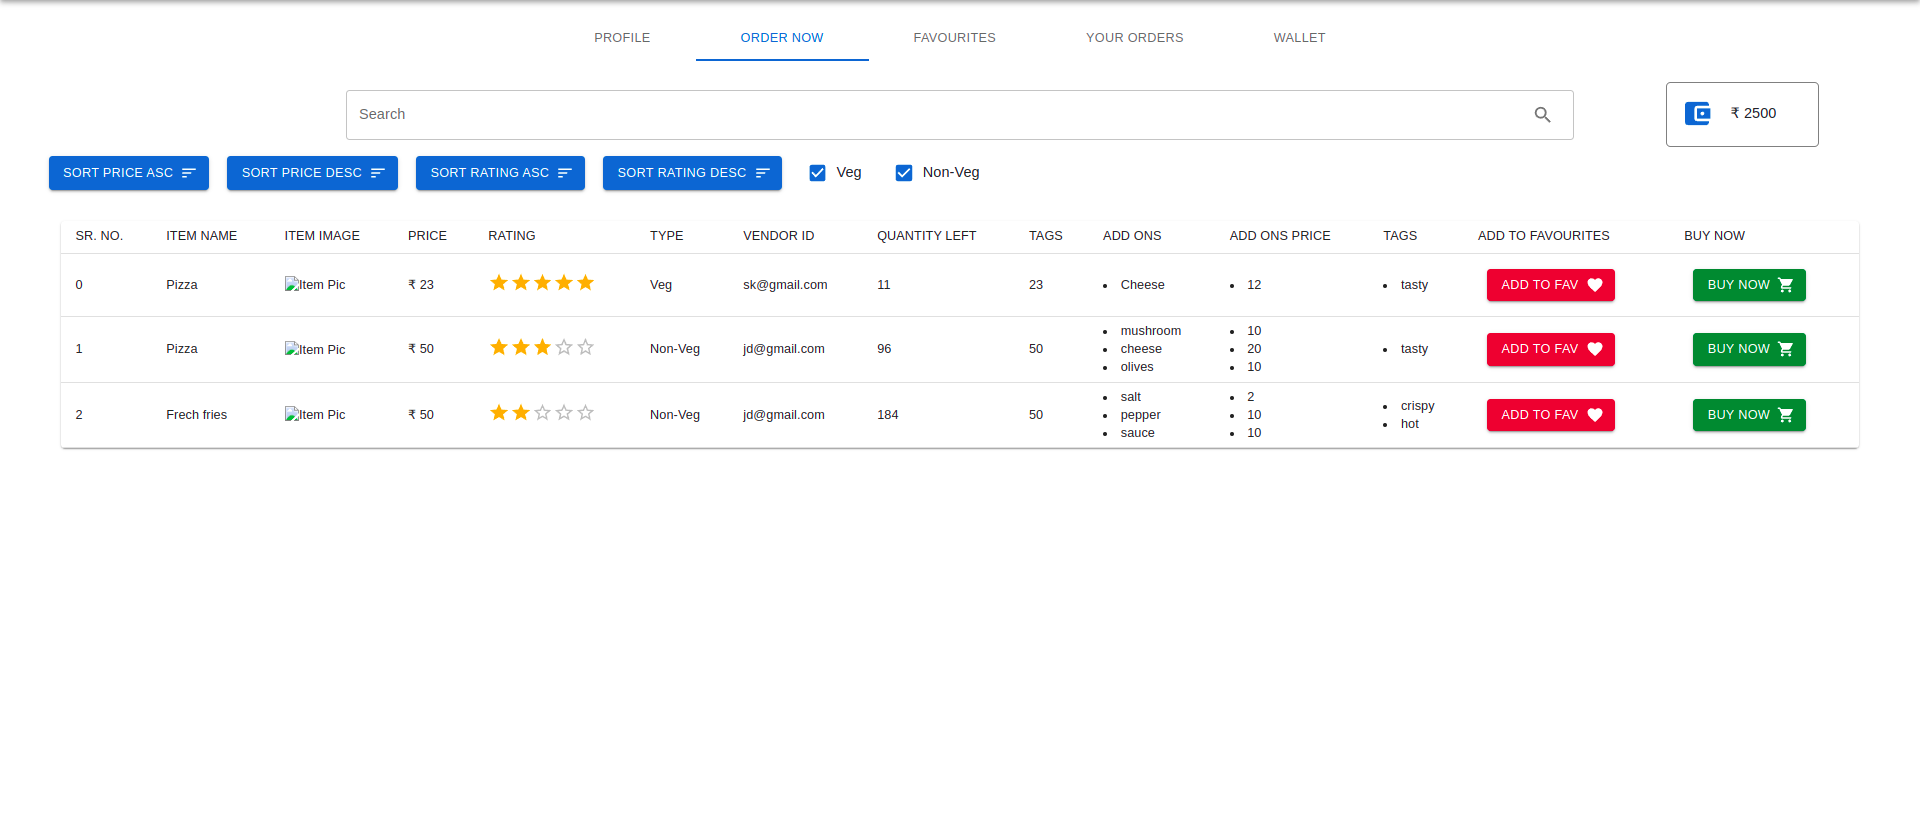 PROFILE ORDER NOW FAVOURITES YOUR ORDERS WALLET
Search
₹ 2500
SORT PRICE ASC SORT PRICE DESC SORT RATING ASC SORT RATING DESC Veg Non-Veg
SR. NO. ITEM NAME ITEM IMAGE PRICE RATING TYPE VENDOR ID QUANTITY LEFT TAGS ADD ONS ADD ONS PRICE TAGS ADD TO FAVOURITES BUY NOW
0 Pizza Item Pic ₹ 23 Veg sk@gmail.com 11 23 • Cheese • 12 • tasty ADD TO FAV BUY NOW
• mushroom • 10
1 Pizza Item Pic ₹ 50 Non-Veg jd@gmail.com 96 50 • cheese • 20 • tasty ADD TO FAV BUY NOW
• olives • 10
• salt • 2
• crispy
2 Frech fries Item Pic ₹ 50 Non-Veg jd@gmail.com 184 50 • pepper • 10 ADD TO FAV BUY NOW
• hot
• sauce • 10